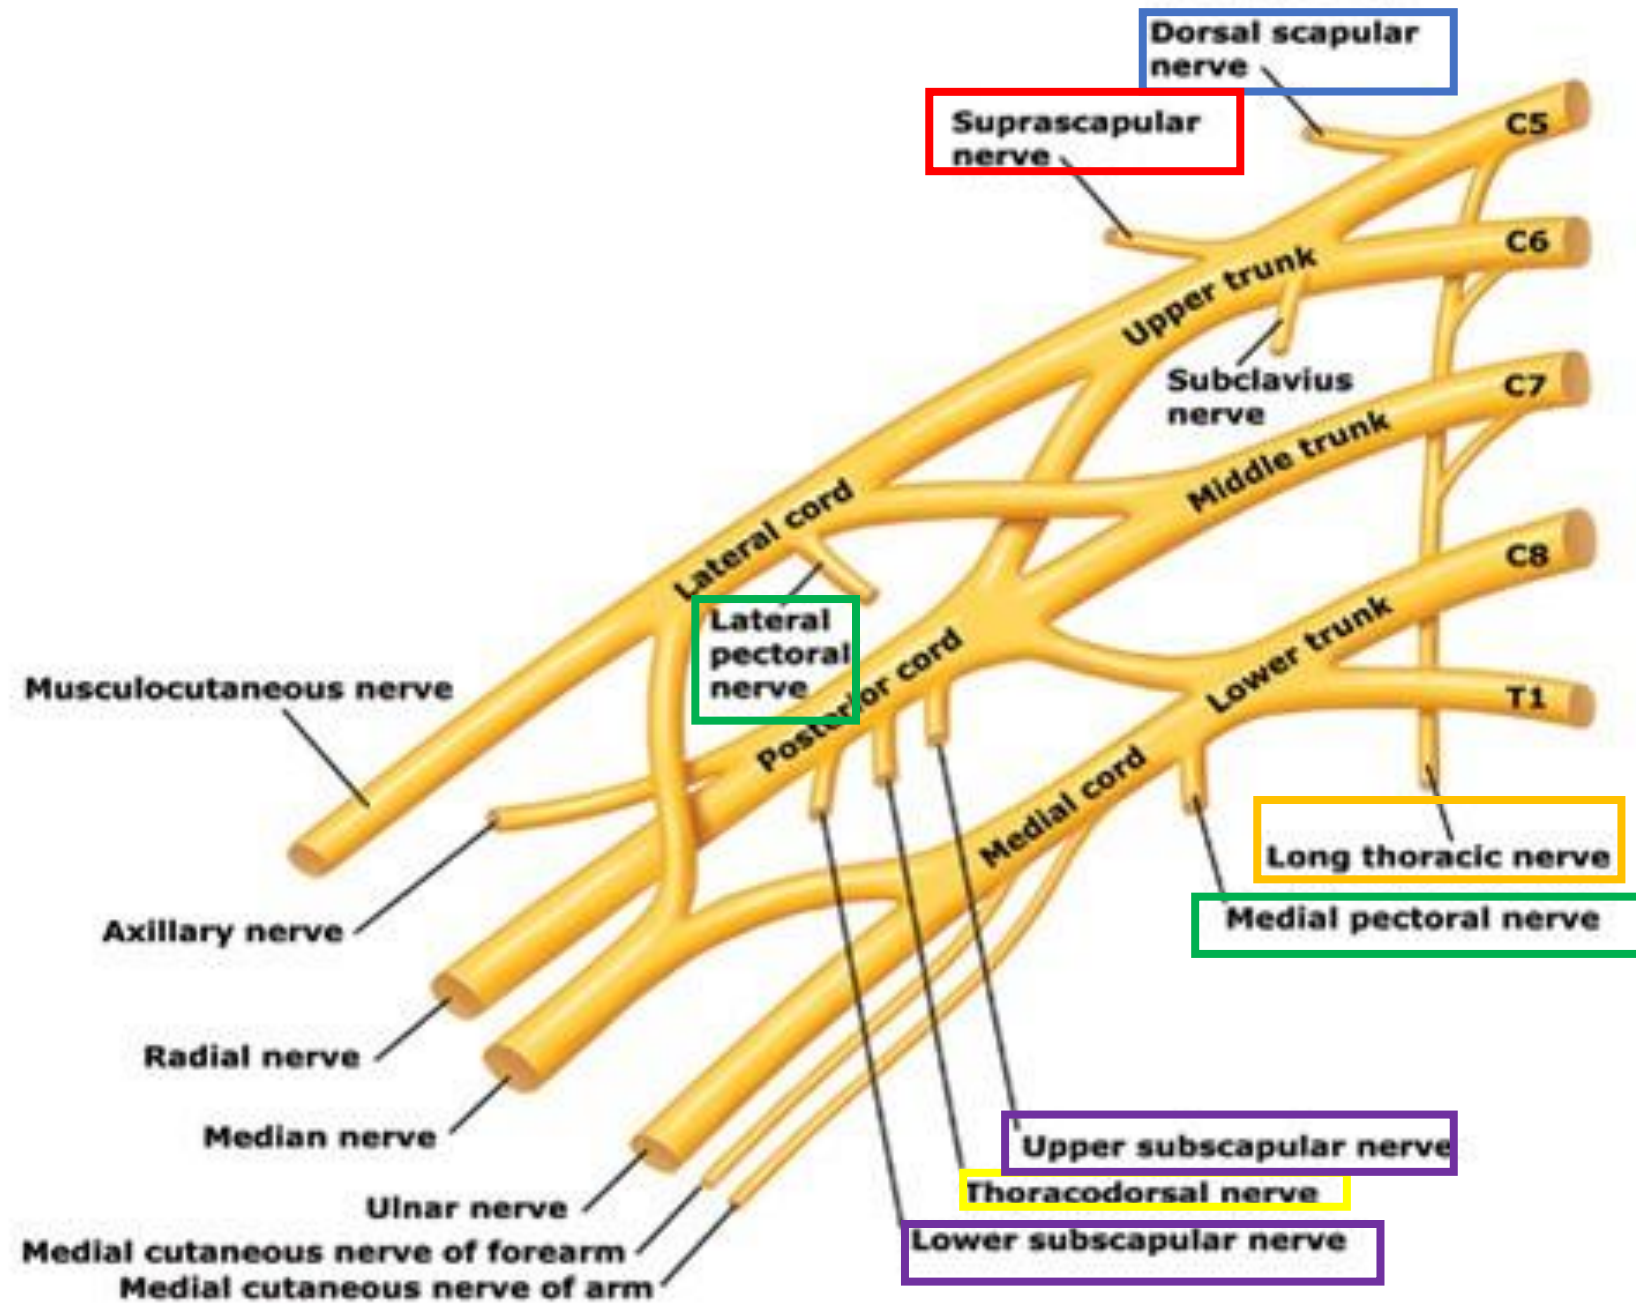 Dorsal scapular
nerve
Suprascapular
nerve
C5
C6
Upper trunk
Subclavius
nerve
C7
Middle trunk
Lateral cord
C8
Lateral
pectoral
nerve
Lower trunk
Posterior cord
Musculocutaneous nerve
T1
Medial cord
Long thoracic nerve
Medial pectoral nerve
Axillary nerve
Radial nerve
Median nerve
Upper subscapular nerve
Thoracodorsal nerve
Ulnar nerve
Lower subscapular nerve
Medial cutaneous nerve of forearm
Medial cutaneous nerve of arm